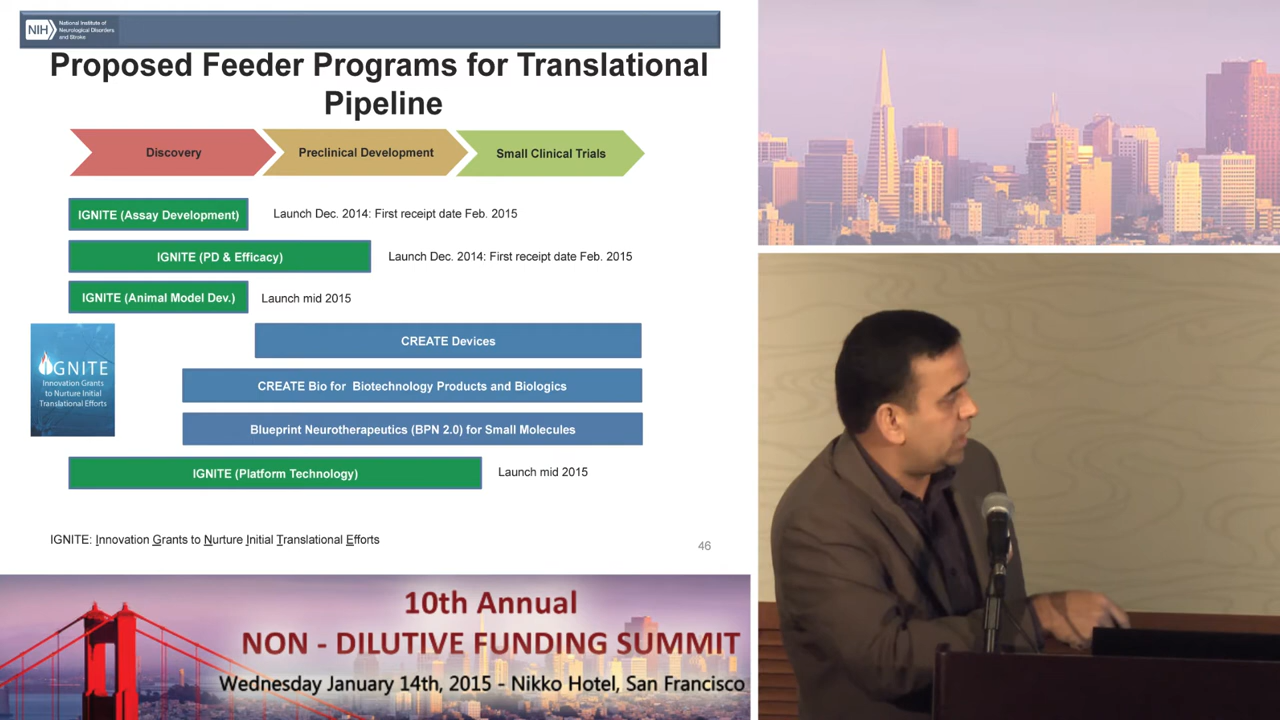 NIH
National Institute of
Neurological Disorders
and Stroke
Proposed Feeder Programs for Translational
Pipeline
Discovery
Preclinical Development
Small Clinical Trials
IGNITE (Assay Development)
Launch Dec. 2014: First receipt date Feb. 2015
IGNITE (PD & Efficacy)
Launch Dec. 2014: First receipt date Feb. 2015
IGNITE (Animal Model Dev.)
Launch mid 2015
CREATE Devices
IGNITE
Innovation Grants
to Nurture Initial
Translational Efforts
CREATE Bio for Biotechnology Products and Biologics
Blueprint Neurotherapeutics (BPN 2.0) for Small Molecules
IGNITE (Platform Technology)
Launch mid 2015
IGNITE: Innovation Grants to Nurture Initial Translational Efforts
46
10th Annual
NON - DILUTIVE FUNDING SUMMIT
Wednesday January 14th, 2015 - Nikko Hotel, San Francisco